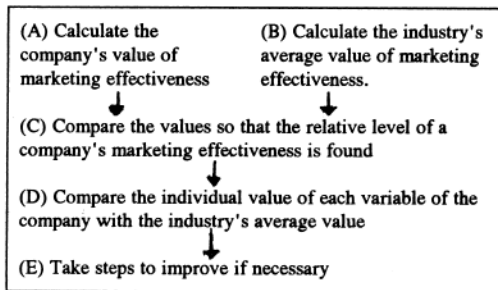 (A) Calculate the
company's value of
marketing effectiveness
(B) Calculate the industry's
average value of marketing
effectiveness.
(C) Compare the values so that the relative level of a
company's marketing effectiveness is found
(D) Compare the individual value of each variable of the
company with the industry's average value
(E) Take steps to improve if necessary